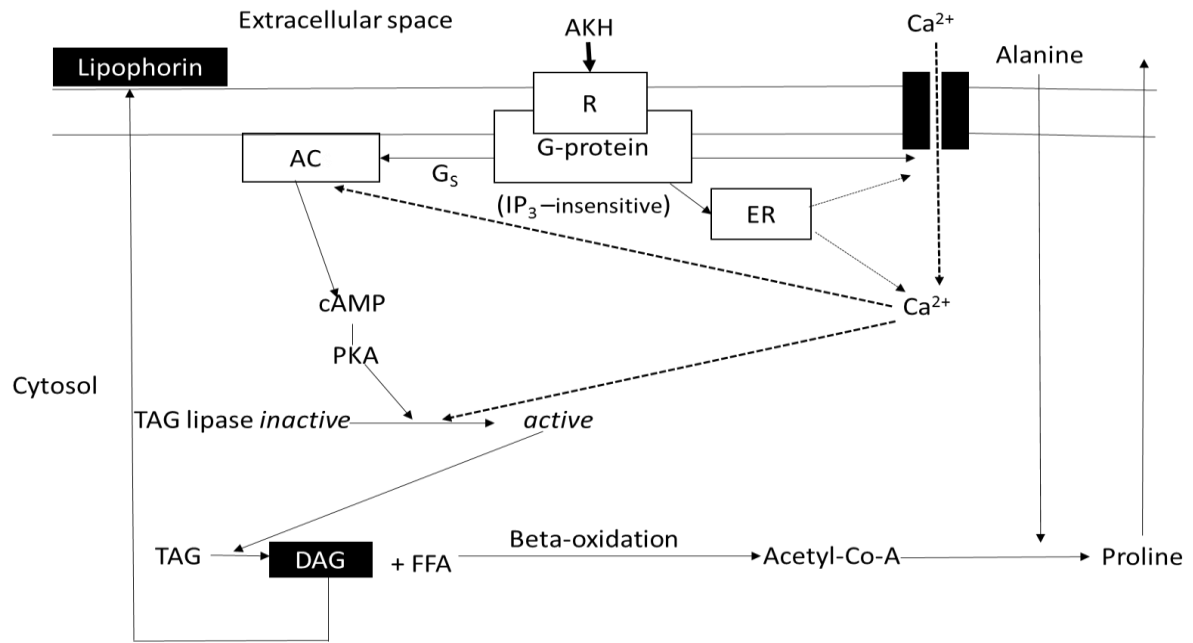 Extracellular space
AKH
Ca²⁺
Lipophorin
Alanine
R
G-protein
AC
Gₛ
(IP₃–insensitive)
ER
cAMP
Ca²⁺
PKA
Cytosol
TAG lipase inactive
active
TAG
DAG
+ FFA
Beta-oxidation
Acetyl-Co-A
Proline